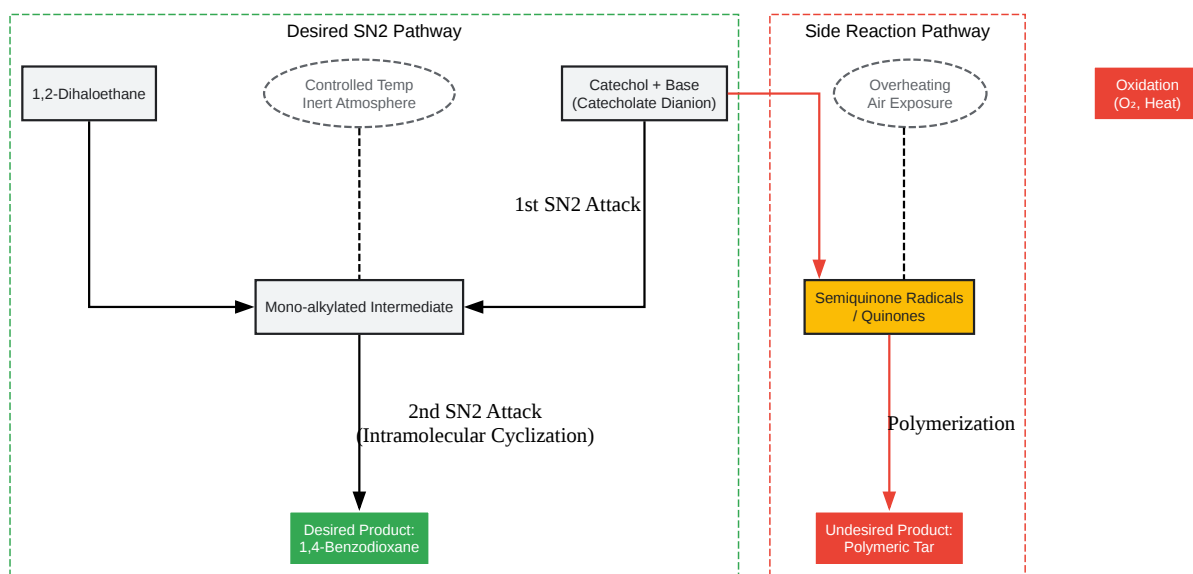 Desired SN2 Pathway
Side Reaction Pathway
1,2-Dihaloethane
Controlled Temp
Inert Atmosphere
Catechol + Base
(Catecholate Dianion)
Overheating
Air Exposure
Oxidation
(O₂, Heat)
1st SN2 Attack
Mono-alkylated Intermediate
Semiquinone Radicals
/ Quinones
2nd SN2 Attack
(Intramolecular Cyclization)
Polymerization
Desired Product:
1,4-Benzodioxane
Undesired Product:
Polymeric Tar